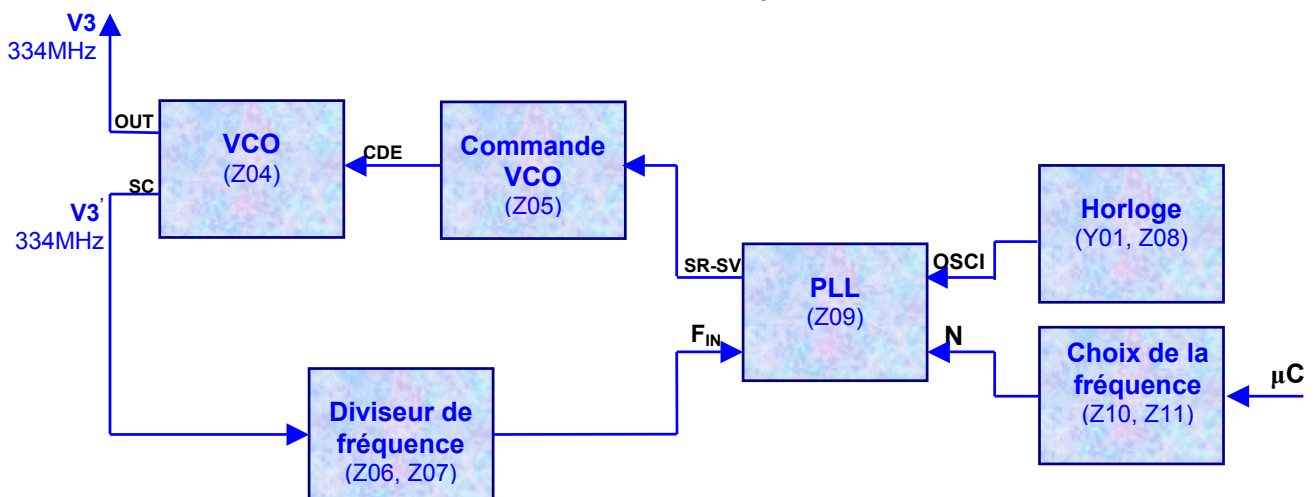 V3
334MHz
OUT
VCO
(Z04)
SC
V3'
334MHz
CDE
Commande
VCO
(Z05)
SR-SV
PLL
(Z09)
OSCI
Horloge
(Y01, Z08)
FIN
N
Choix de la
fréquence
(Z10, Z11)
µC
Diviseur de
fréquence
(Z06, Z07)